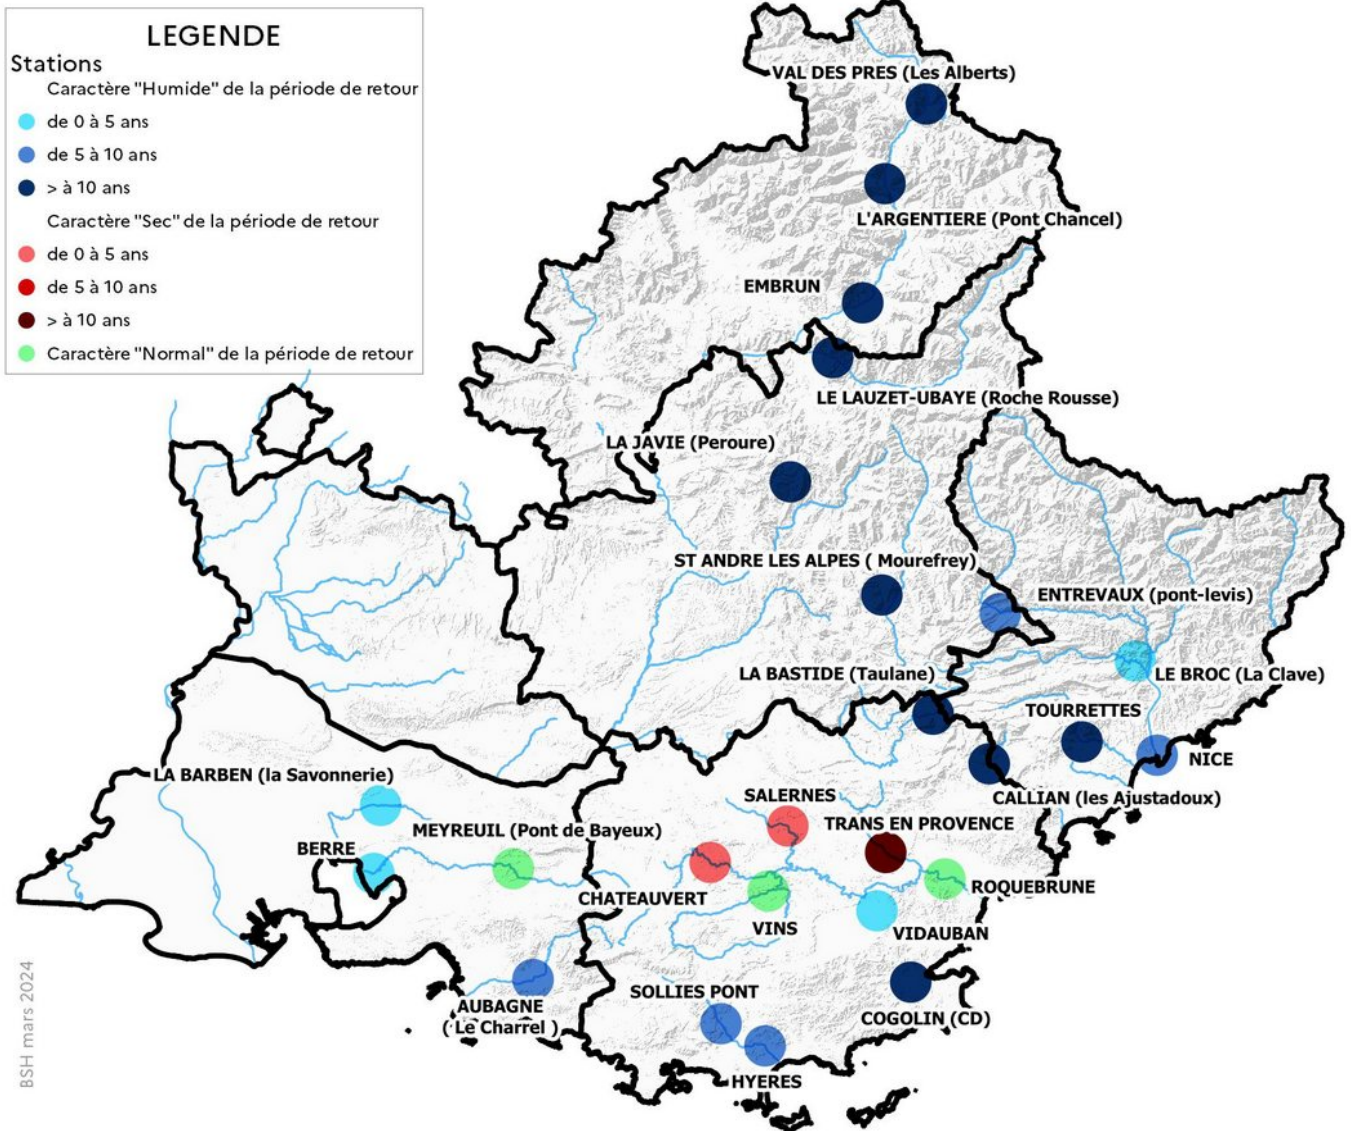 LEGENDE
Stations
Caractère "Humide" de la période de retour
de 0 à 5 ans
de 5 à 10 ans
> à 10 ans
Caractère "Sec" de la période de retour
de 0 à 5 ans
de 5 à 10 ans
> à 10 ans
Caractère "Normal" de la période de retour
VAL DES PRES (Les Alberts)
L'ARGENTIERE (Pont Chancel)
EMBRUN
LE LAUZET-UBAYE (Roche Rousse)
LA JAVIE (Peroure)
ST ANDRE LES ALPES ( Mourefrey)
ENTREVAUX (pont-levis)
LA BASTIDE (Taulane)
LE BROC (La Clave)
TOURRETTES
NICE
LA BARBEN (la Savonnerie)
CALLIAN (les Ajustadoux)
SALERNES
TRANS EN PROVENCE
MEYREUIL (Pont de Bayeux)
BERRE
ROQUEBRUNE
CHATEAUVERT
VINS
VIDAUBAN
SOLLIES PONT
AUBAGNE
( Le Charrel )
COGOLIN (CD)
HYERES
BSH mars 2024